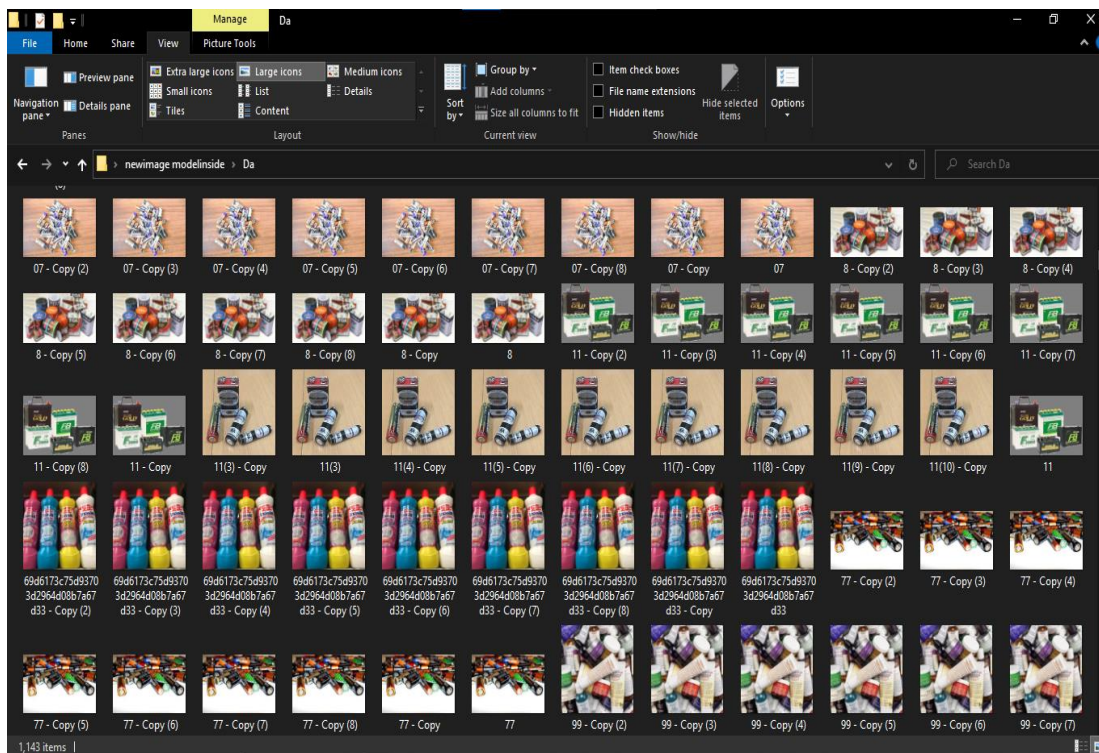 Manage Da
File Home Share View Picture Tools
Preview pane
Details pane
Navigation pane
Panes
Extra large icons Large icons Medium icons
Small icons List Details
Tiles Content
Layout
Sort by
Group by
Add columns
Size all columns to fit
Current view
Item check boxes
File name extensions
Hidden items
Hide selected items
Show/hide
Options
newimage modelinside Da
Search Da
07 - Copy (2) 07 - Copy (3) 07 - Copy (4) 07 - Copy (5) 07 - Copy (6) 07 - Copy (7) 07 - Copy (8) 07 - Copy 07 8 - Copy (2) 8 - Copy (3) 8 - Copy (4)
8 - Copy (5) 8 - Copy (6) 8 - Copy (7) 8 - Copy (8) 8 - Copy 8 11 - Copy (2) 11 - Copy (3) 11 - Copy (4) 11 - Copy (5) 11 - Copy (6) 11 - Copy (7)
11 - Copy (8) 11 - Copy 11(3) - Copy 11(3) 11(4) - Copy 11(5) - Copy 11(6) - Copy 11(7) - Copy 11(8) - Copy 11(9) - Copy 11(10) - Copy 11
69d6173c75d9370 69d6173c75d9370 69d6173c75d9370 69d6173c75d9370 69d6173c75d9370 69d6173c75d9370 69d6173c75d9370 69d6173c75d9370 69d6173c75d9370 77 - Copy (2) 77 - Copy (3) 77 - Copy (4)
3d2964d08b7a67 3d2964d08b7a67 3d2964d08b7a67 3d2964d08b7a67 3d2964d08b7a67 3d2964d08b7a67 3d2964d08b7a67 3d2964d08b7a67 3d2964d08b7a67
d33 - Copy (2) d33 - Copy (3) d33 - Copy (4) d33 - Copy (5) d33 - Copy (6) d33 - Copy (7) d33 - Copy (8) d33 - Copy d33
77 - Copy (5) 77 - Copy (6) 77 - Copy (7) 77 - Copy (8) 77 - Copy 77 99 - Copy (2) 99 - Copy (3) 99 - Copy (4) 99 - Copy (5) 99 - Copy (6) 99 - Copy (7)
1,143 items